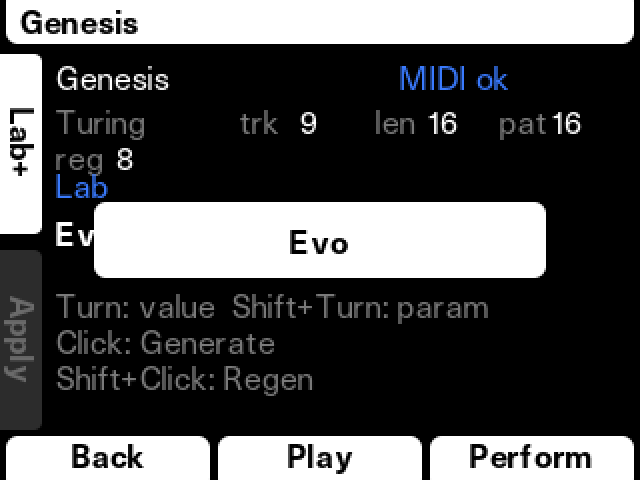 Genesis
Lab+
Apply
Genesis MIDI ok
Turing trk 9 len 16 pat 16
reg 8
Lab
Ev
Evo
Turn: value Shift+Turn: param
Click: Generate
Shift+Click: Regen
Back Play Perform